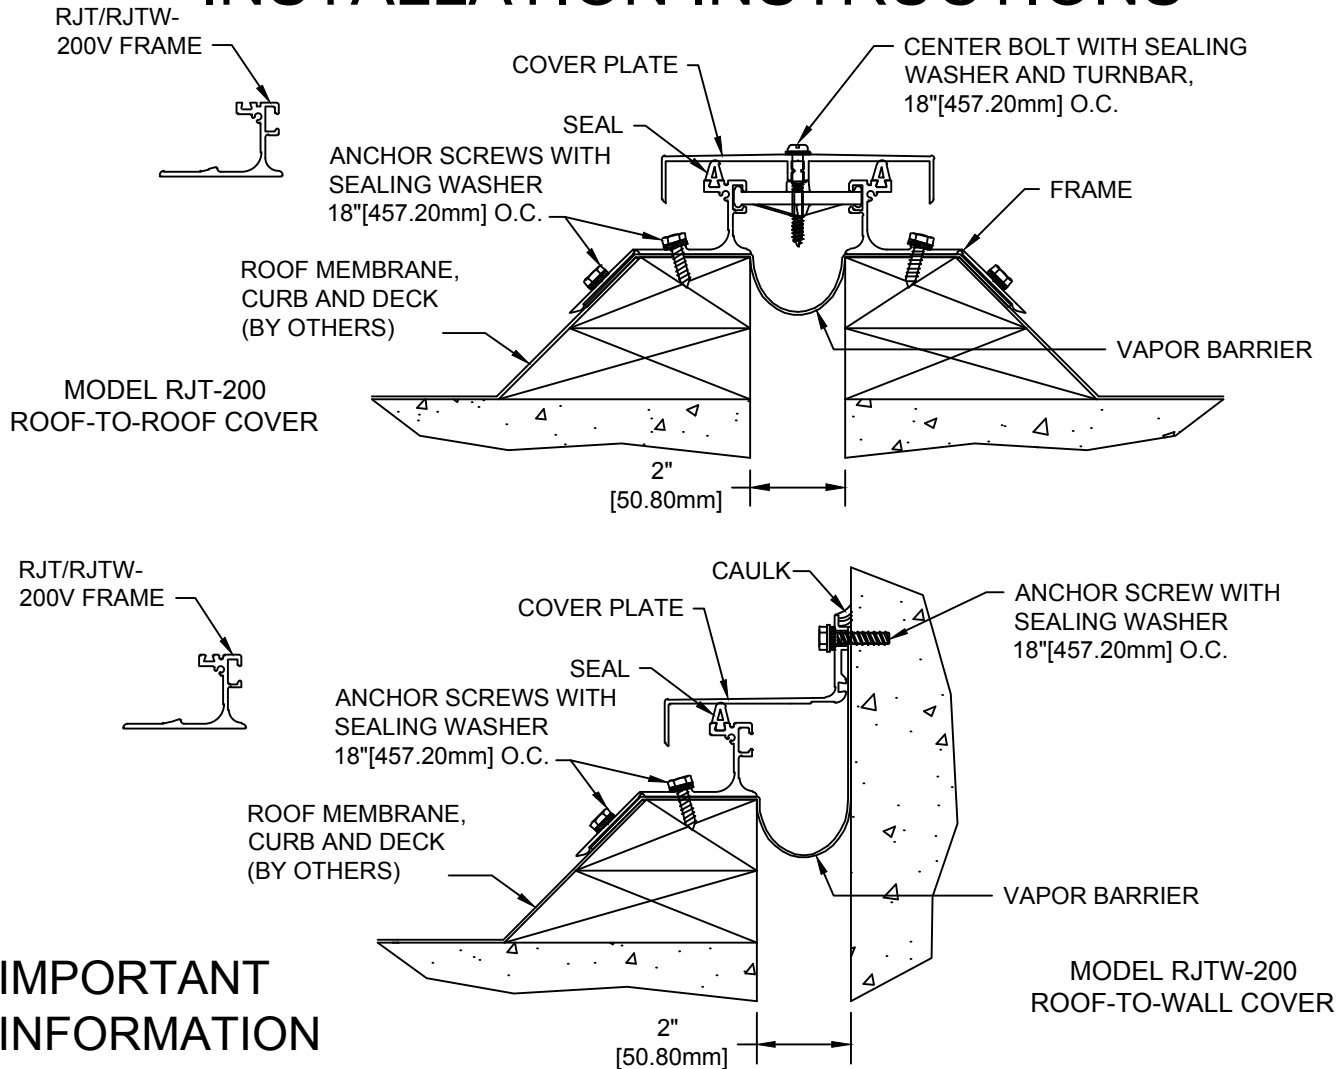 INSTALLATION INSTRUCTIONS
RJT/RJTW-
200V FRAME
COVER PLATE
CENTER BOLT WITH SEALING
WASHER AND TURNBAR,
18"[457.20mm] O.C.
SEAL
ANCHOR SCREWS WITH
SEALING WASHER
18"[457.20mm] O.C.
FRAME
ROOF MEMBRANE,
CURB AND DECK
(BY OTHERS)
VAPOR BARRIER
MODEL RJT-200
ROOF-TO-ROOF COVER
2"
[50.80mm]
RJT/RJTW-
200V FRAME
CAULK
COVER PLATE
ANCHOR SCREW WITH
SEALING WASHER
18"[457.20mm] O.C.
SEAL
ANCHOR SCREWS WITH
SEALING WASHER
18"[457.20mm] O.C.
ROOF MEMBRANE,
CURB AND DECK
(BY OTHERS)
VAPOR BARRIER
MODEL RJTW-200
ROOF-TO-WALL COVER
2"
[50.80mm]
IMPORTANT
INFORMATION